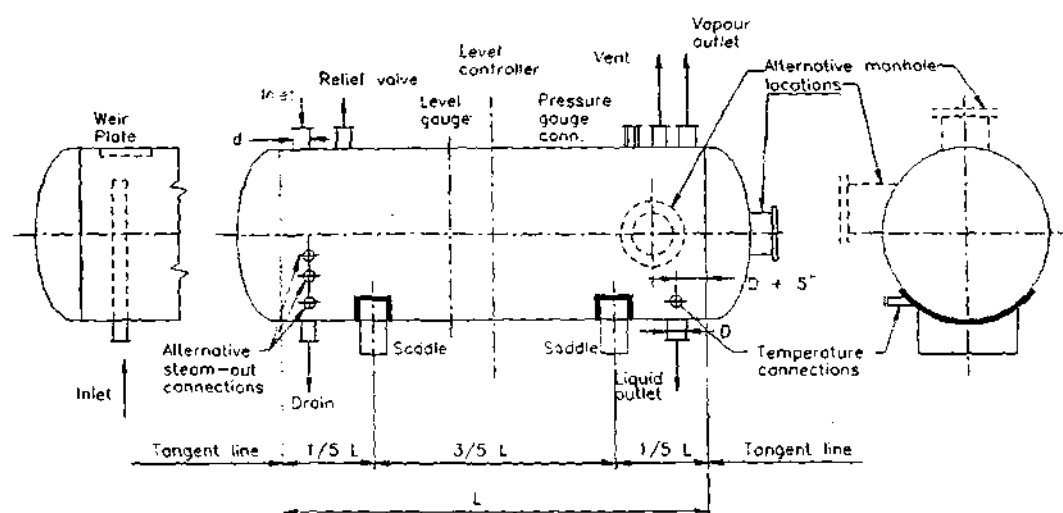 Vapour
outlet
Level
controller
Vent
Alternative manhole
locations
Relief valve
Inlet
Level
gauge
Pressure
gauge
conn.
Weir
Plate
d
D + 5"
D
Saddle
Saddle
Alternative
steam-out
connections
Temperature
connections
Inlet
Drain
Liquid
outlet
Tangent line
1/5 L
3/5 L
1/5 L
Tangent line
L